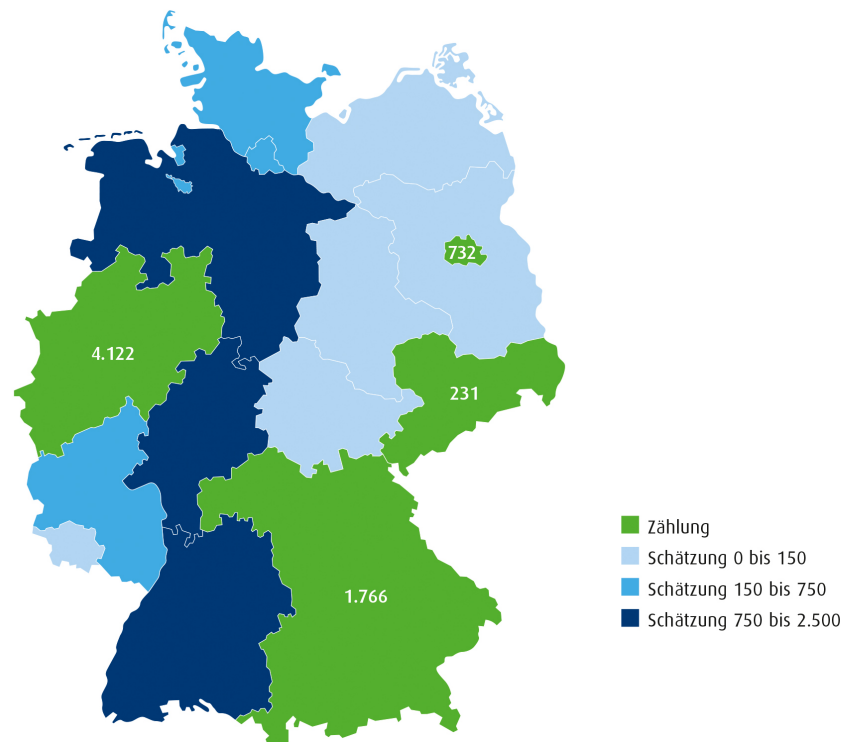 732
4.122
231
1.766
Zählung
Schätzung 0 bis 150
Schätzung 150 bis 750
Schätzung 750 bis 2.500